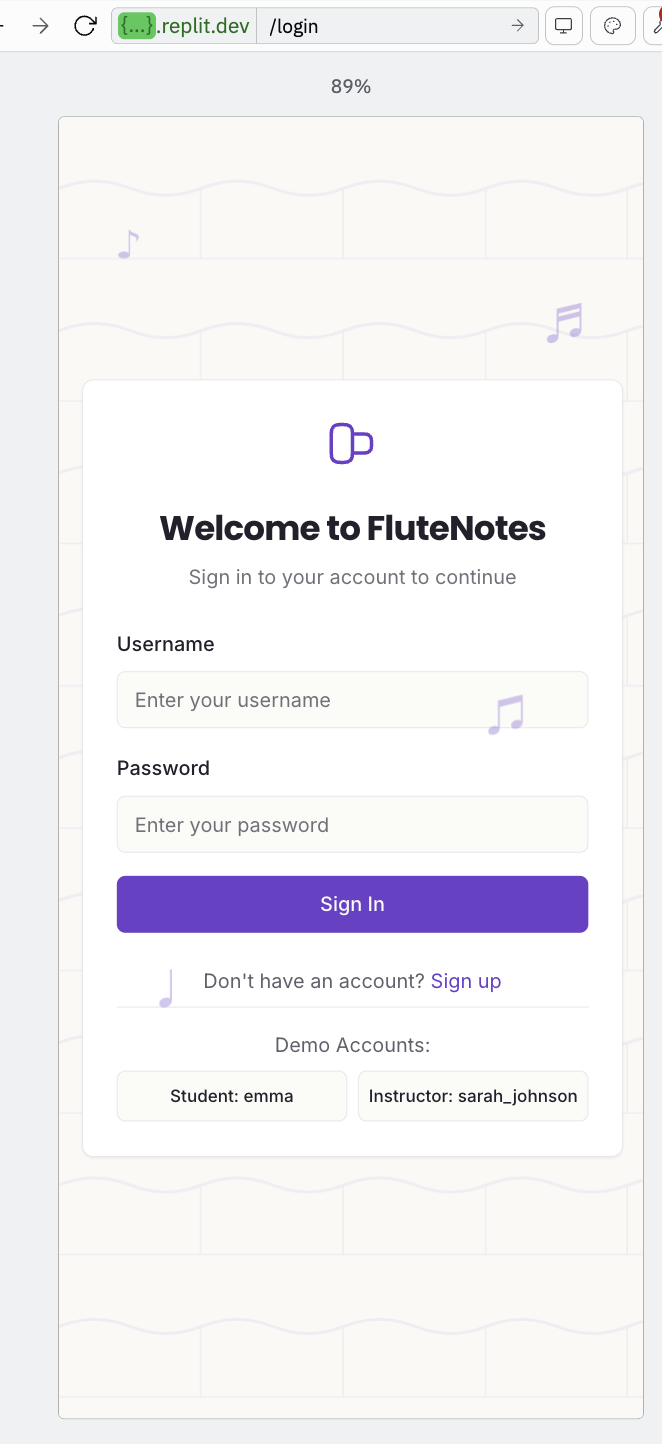 {...}.replit.dev /login
89%
Welcome to FluteNotes
Sign in to your account to continue
Username
Enter your username
Password
Enter your password
Sign In
Don't have an account? Sign up
Demo Accounts:
Student: emma
Instructor: sarah_johnson